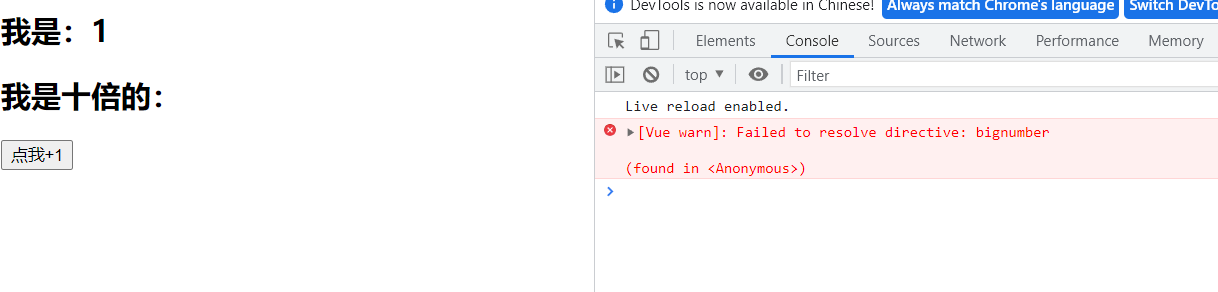 我是：1
我是十倍的：
点我+1
DevTools is now available in Chinese! Always match Chrome's language Switch DevTo
Elements Console Sources Network Performance Memory
top Filter
Live reload enabled.
[Vue warn]: Failed to resolve directive: bignumber
(found in <Anonymous>)